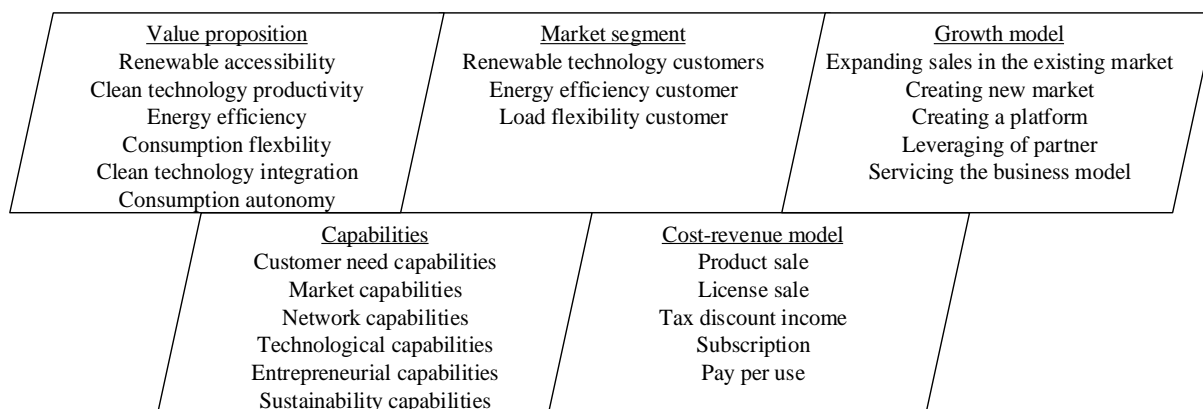 Value proposition
Renewable accessibility
Clean technology productivity
Energy efficiency
Consumption flexbility
Clean technology integration
Consumption autonomy
Market segment
Renewable technology customers
Energy efficiency customer
Load flexibility customer
Growth model
Expanding sales in the existing market
Creating new market
Creating a platform
Leveraging of partner
Servicing the business model
Capabilities
Customer need capabilities
Market capabilities
Network capabilities
Technological capabilities
Entrepreneurial capabilities
Sustainability capabilities
Cost-revenue model
Product sale
License sale
Tax discount income
Subscription
Pay per use